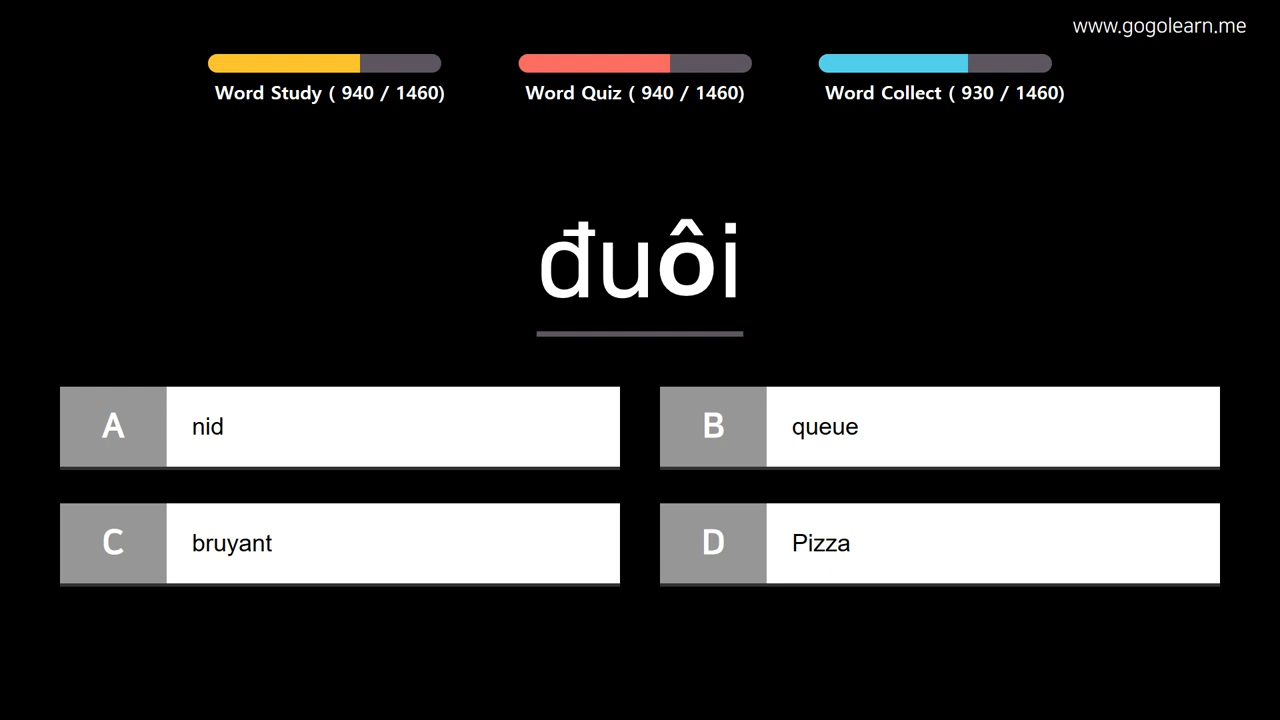 www.gogolearn.me
Word Study ( 940 / 1460)
Word Quiz ( 940 / 1460)
Word Collect ( 930 / 1460)
đuôi
A nid
B queue
C bruyant
D Pizza